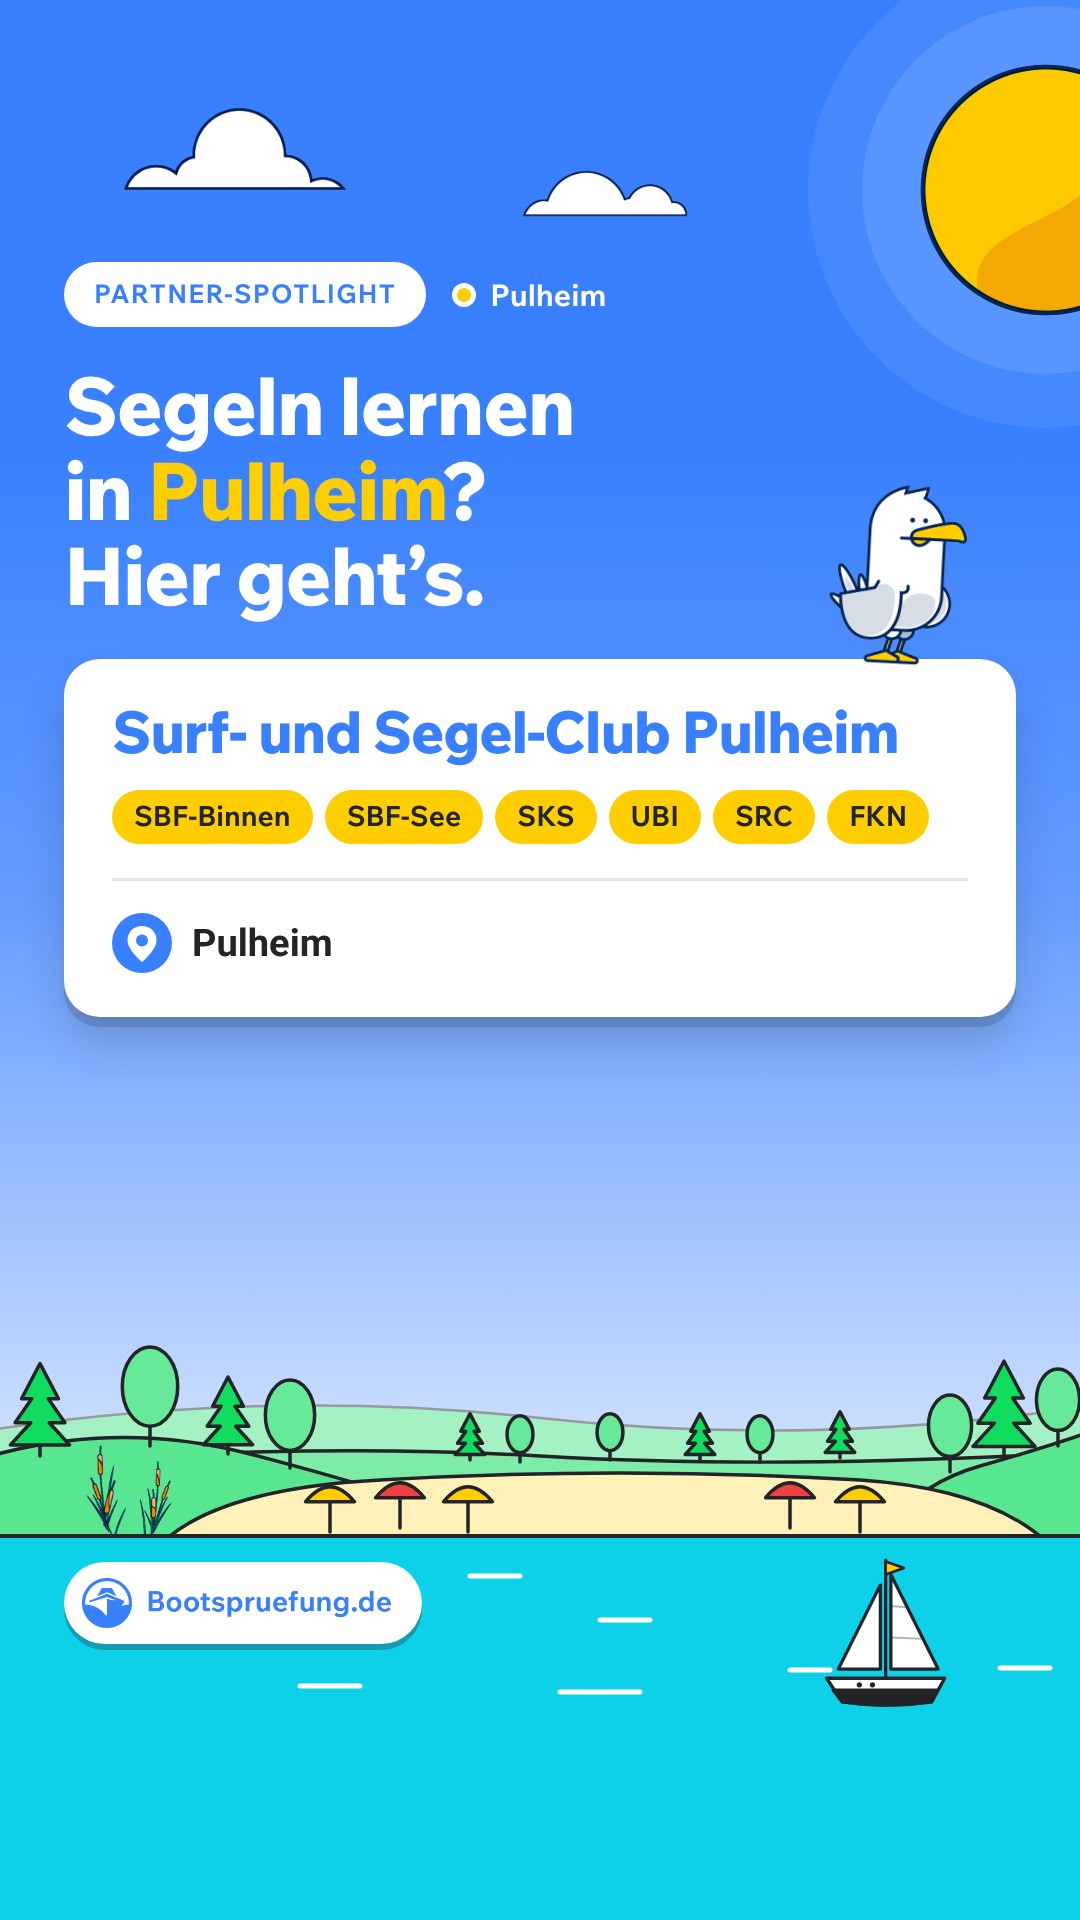 PARTNER-SPOTLIGHT
Pulheim
Segeln lernen
in Pulheim?
Hier geht’s.
Surf- und Segel-Club Pulheim
SBF-Binnen SBF-See SKS UBI SRC FKN
Pulheim
Bootspruefung.de